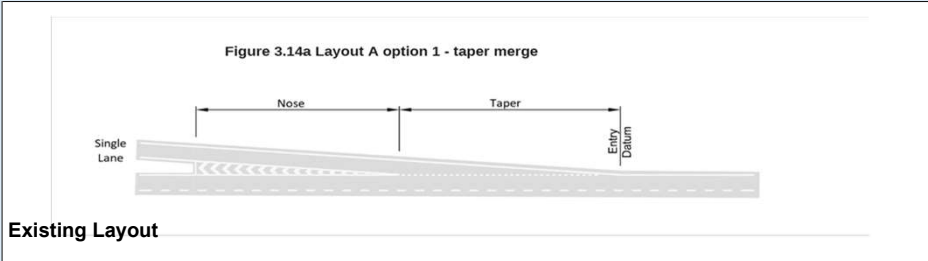 Figure 3.14a Layout A option 1 - taper merge
Nose
Taper
Single
Lane
Entry
Datum
Existing Layout